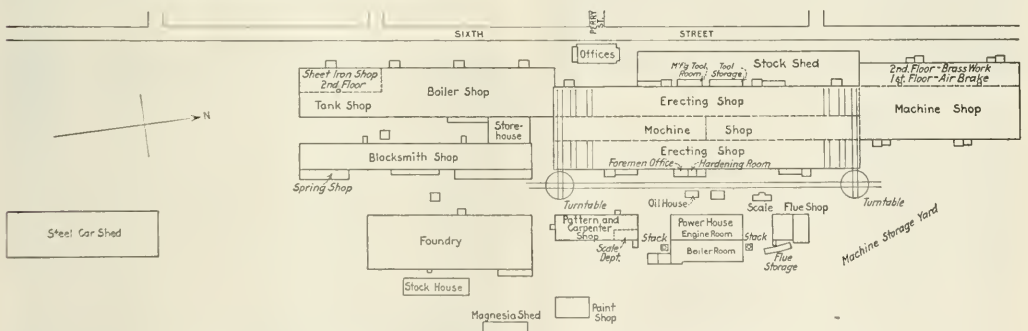 PERRY
ST.
SIXTH STREET
Offices
Stock Shed
M'f'g Tool
Room
Tool
Storage
2nd. Floor-Brass Work
1st. Floor-Air Brake
Machine Shop
Sheet Iron Shop
2nd. Floor
Tank Shop
Boiler Shop
Erecting Shop
Machine Shop
Erecting Shop
Store-
house
Blacksmith Shop
Spring Shop
Foremen Office
Hardening Room
N
Turntable
Oil House
Scale
Flue Shop
Turntable
Steel Car Shed
Foundry
Pattern and
Carpenter
Shop
Scale
Dept.
Stack
Power House
Engine Room
Boiler Room
Stack
Flue
Storage
Machine Storage Yard
Stock House
Magnesia Shed
Paint
Shop